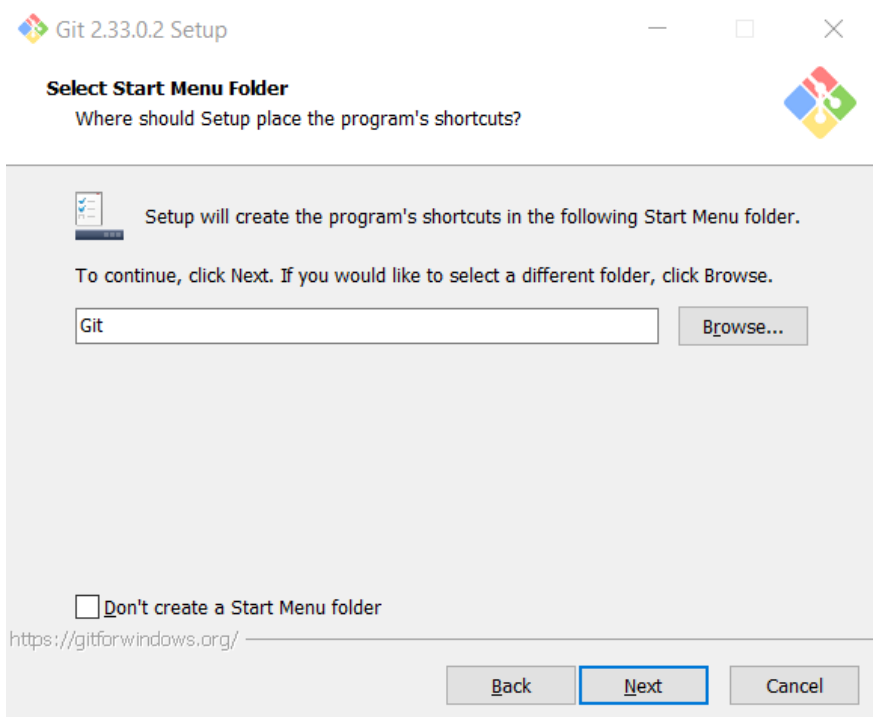 Git 2.33.0.2 Setup
Select Start Menu Folder
Where should Setup place the program's shortcuts?
Setup will create the program's shortcuts in the following Start Menu folder.
To continue, click Next. If you would like to select a different folder, click Browse.
Git
Browse...
Don't create a Start Menu folder
https://gitforwindows.org/
Back
Next
Cancel